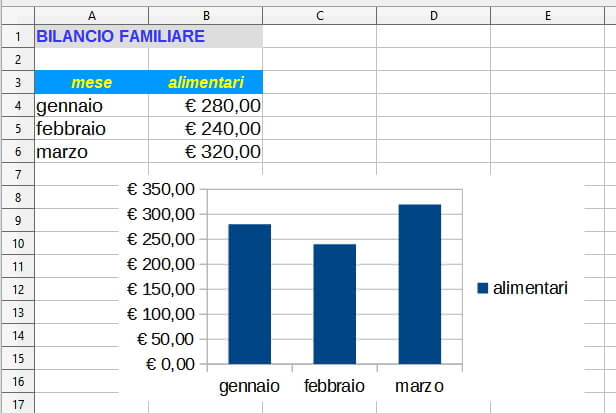 A B C D E
1 BILANCIO FAMILIARE
2
3 mese alimentari
4 gennaio € 280,00
5 febbraio € 240,00
6 marzo € 320,00
7
8 € 350,00
9 € 300,00
10 € 250,00
11 € 200,00
12 € 150,00 alimentari
13 € 100,00
14 € 50,00
15 € 0,00
16 gennaio febbraio marzo
17